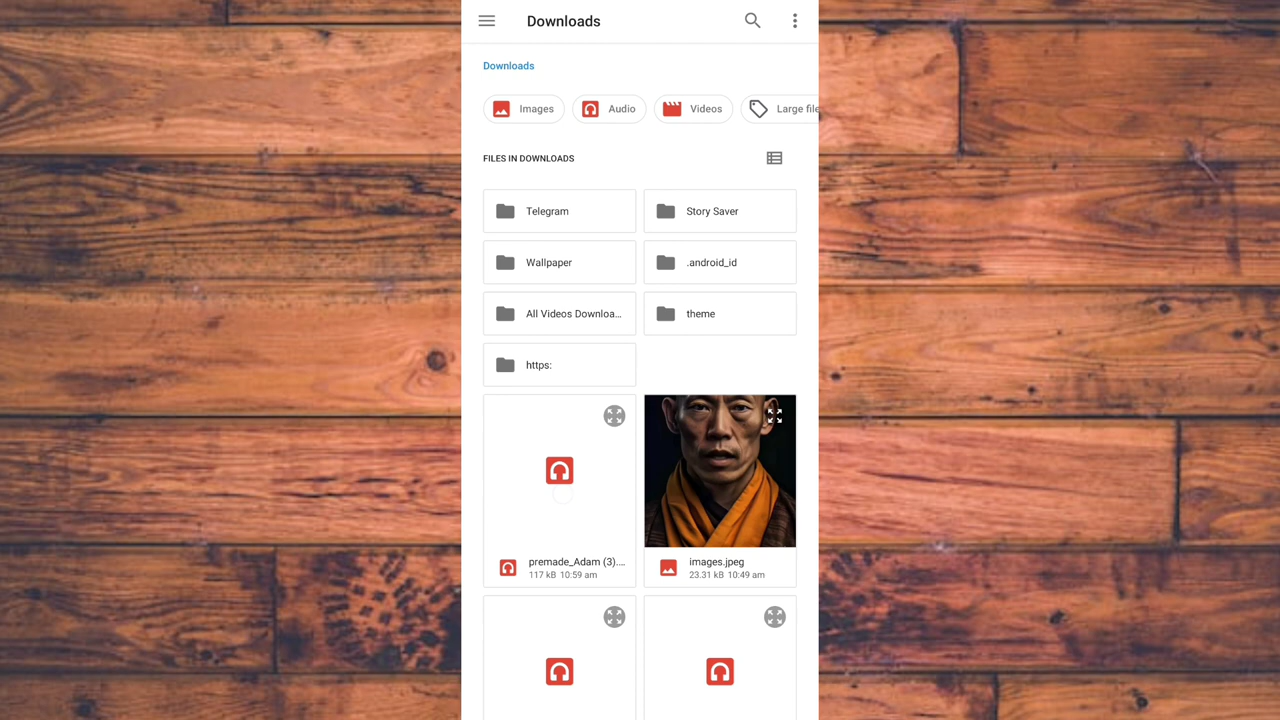 Downloads
Downloads
Images
Audio
Videos
Large file
FILES IN DOWNLOADS
Telegram
Story Saver
Wallpaper
.android_id
All Videos Downloa...
theme
https:
premade_Adam (3)....
117 kB 10:59 am
images.jpeg
23.31 kB 10:49 am